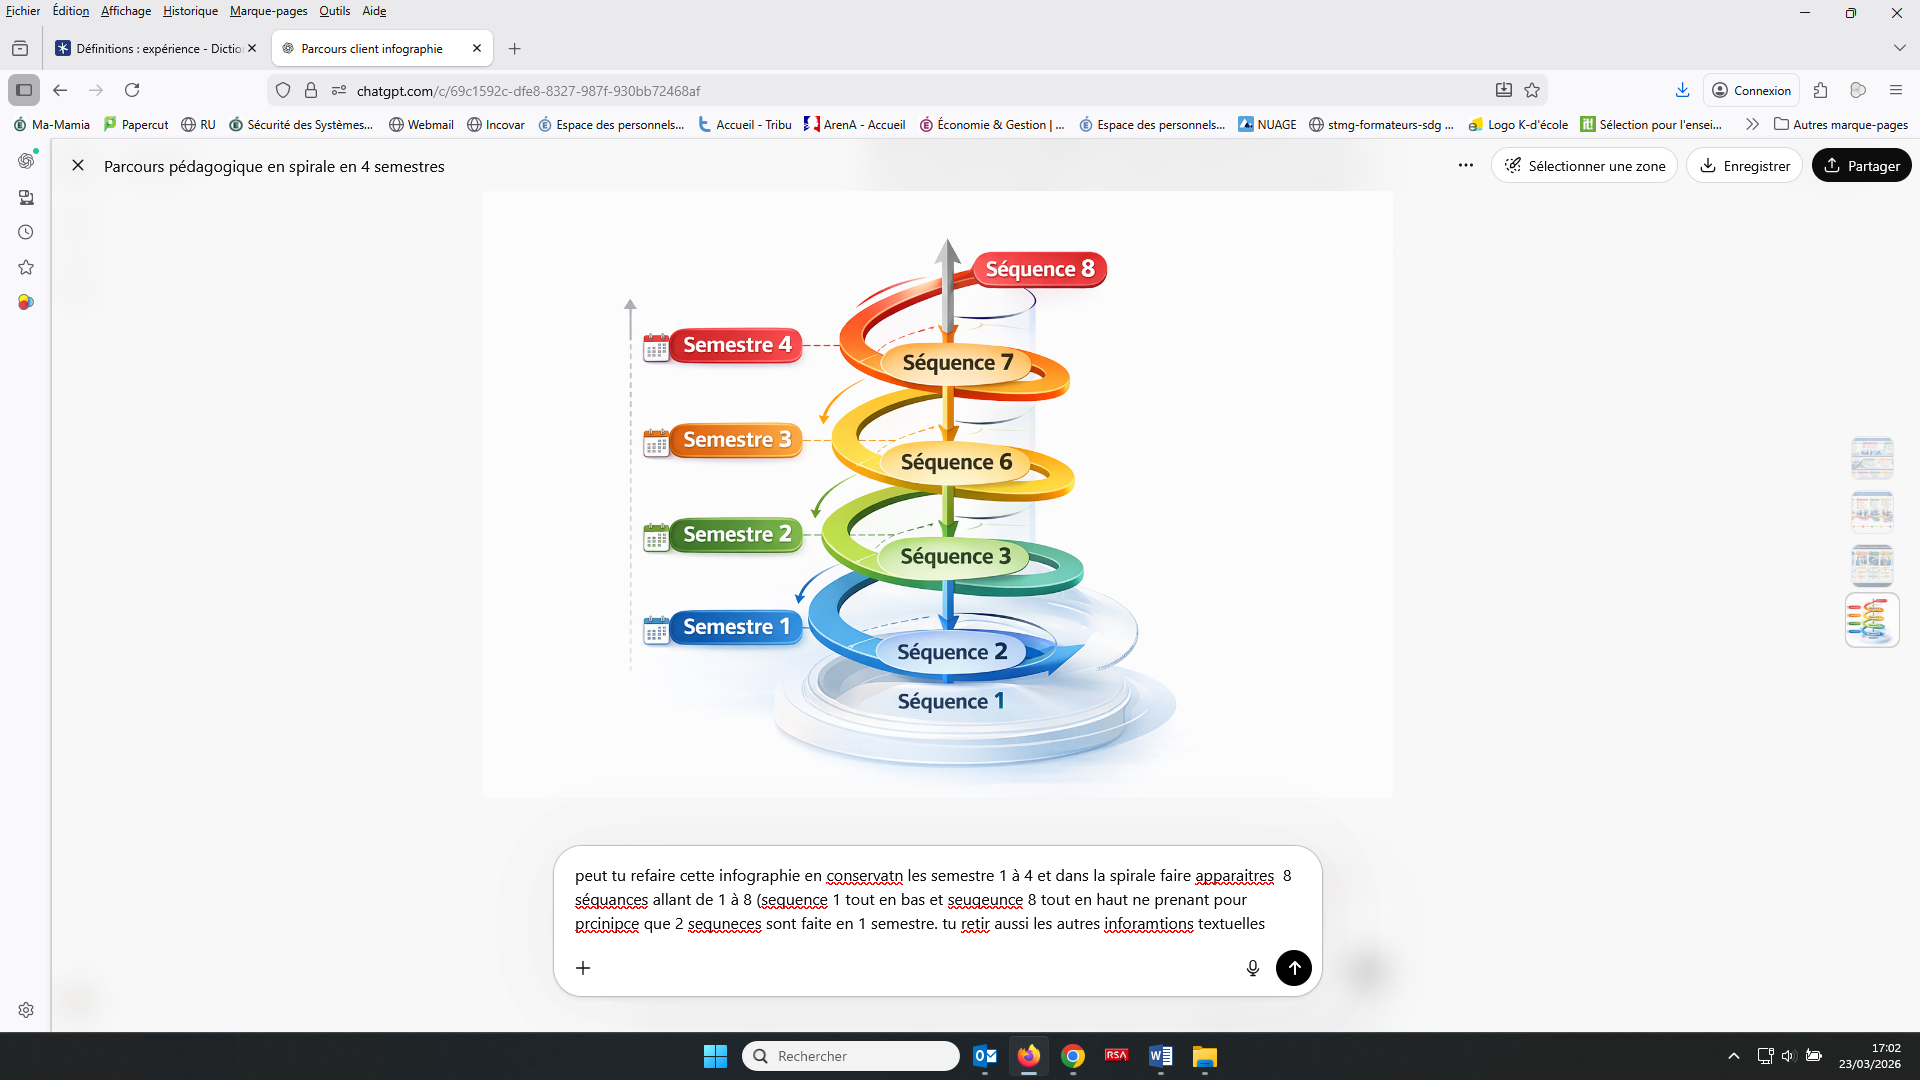 Fichier Édition Affichage Historique Marque-pages Outils Aide
Définitions : expérience - Dictio
Parcours client infographie
chatgpt.com/c/69c1592c-dfe8-8327-987f-930bb72468af
Connexion
Ma-Mamia Papercut RU Sécurité des Systèmes... Webmail Incovar Espace des personnels... Accueil - Tribu ArenA - Accueil Économie & Gestion | ... Espace des personnels... NUAGE stmg-formateurs-sdg ... Logo K-d'école Sélection pour l'ensei... Autres marque-pages
Parcours pédagogique en spirale en 4 semestres
Sélectionner une zone
Enregistrer
Partager
Séquence 8
Semestre 4
Séquence 7
Semestre 3
Séquence 6
Semestre 2
Séquence 3
Semestre 1
Séquence 2
Séquence 1
peut tu refaire cette infographie en conservatn les semestre 1 à 4 et dans la spirale faire apparaitres 8
séquances allant de 1 à 8 (sequence 1 tout en bas et seuqeunce 8 tout en haut ne prenant pour
prcinipce que 2 sequneces sont faite en 1 semestre. tu retir aussi les autres inforamtions textuelles
Rechercher
RSA
17:02
23/03/2026